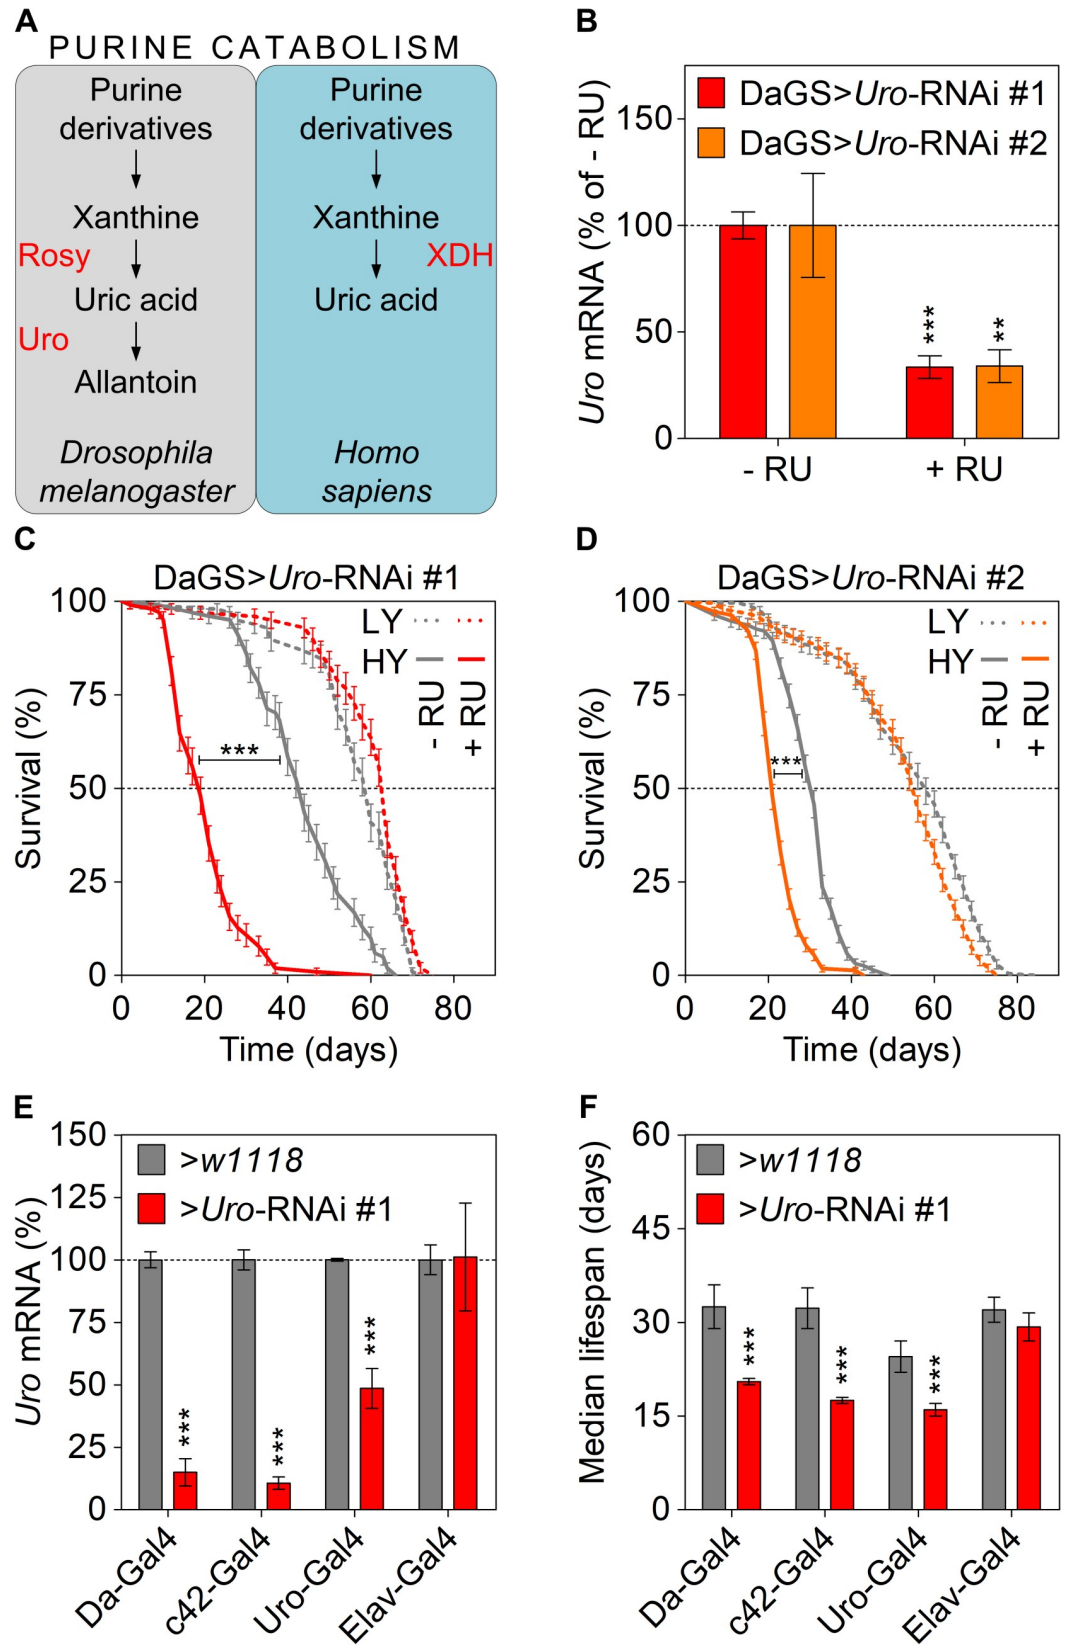 A
PURINE CATABOLISM
Purine
derivatives
Xanthine
Rosy
Uric acid
Uro
Allantoin
Drosophila
melanogaster
Purine
derivatives
Xanthine
XDH
Uric acid
Homo
sapiens
B
Uro mRNA (% of - RU)
150
100
50
0
DaGS>Uro-RNAi #1
DaGS>Uro-RNAi #2
***
**
- RU
+ RU
C
DaGS>Uro-RNAi #1
Survival (%)
100
75
50
25
0
LY
HY
- RU
+ RU
***
0 20 40 60 80
Time (days)
D
DaGS>Uro-RNAi #2
Survival (%)
100
75
50
25
0
LY
HY
- RU
+ RU
***
0 20 40 60 80
Time (days)
E
Uro mRNA (%)
150
125
100
75
50
25
0
>w1118
>Uro-RNAi #1
***
***
***
Da-Gal4
c42-Gal4
Uro-Gal4
Elav-Gal4
F
Median lifespan (days)
60
45
30
15
0
>w1118
>Uro-RNAi #1
***
***
***
Da-Gal4
c42-Gal4
Uro-Gal4
Elav-Gal4